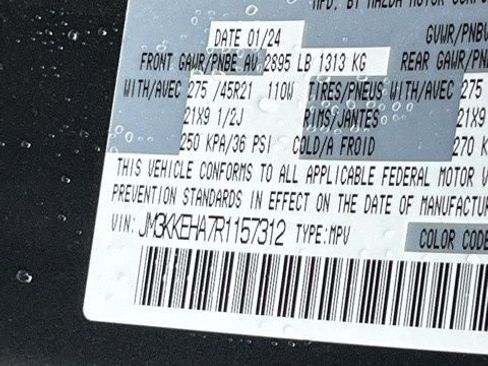 MFD. BY MAZDA MOTOR
DATE 01/24 GVWR/PNBV
FRONT GAWR/PNBE AV 2895 LB 1313 KG REAR GAWR/PNB
WITH/AVEC 275 /45R21 110W TIRES/PNEUS WITH/AVEC 275
21X9 1/2J RIMS/JANTES 21X9
250 KPA/36 PSI COLD/A FROID 270 K
THIS VEHICLE CONFORMS TO ALL APPLICABLE FEDERAL MOTOR V
PREVENTION STANDARDS IN EFFECT ON THE DATE OF MANUFACTUR
VIN: JM3KKEHA7R1157312 TYPE:MPV COLOR CODE